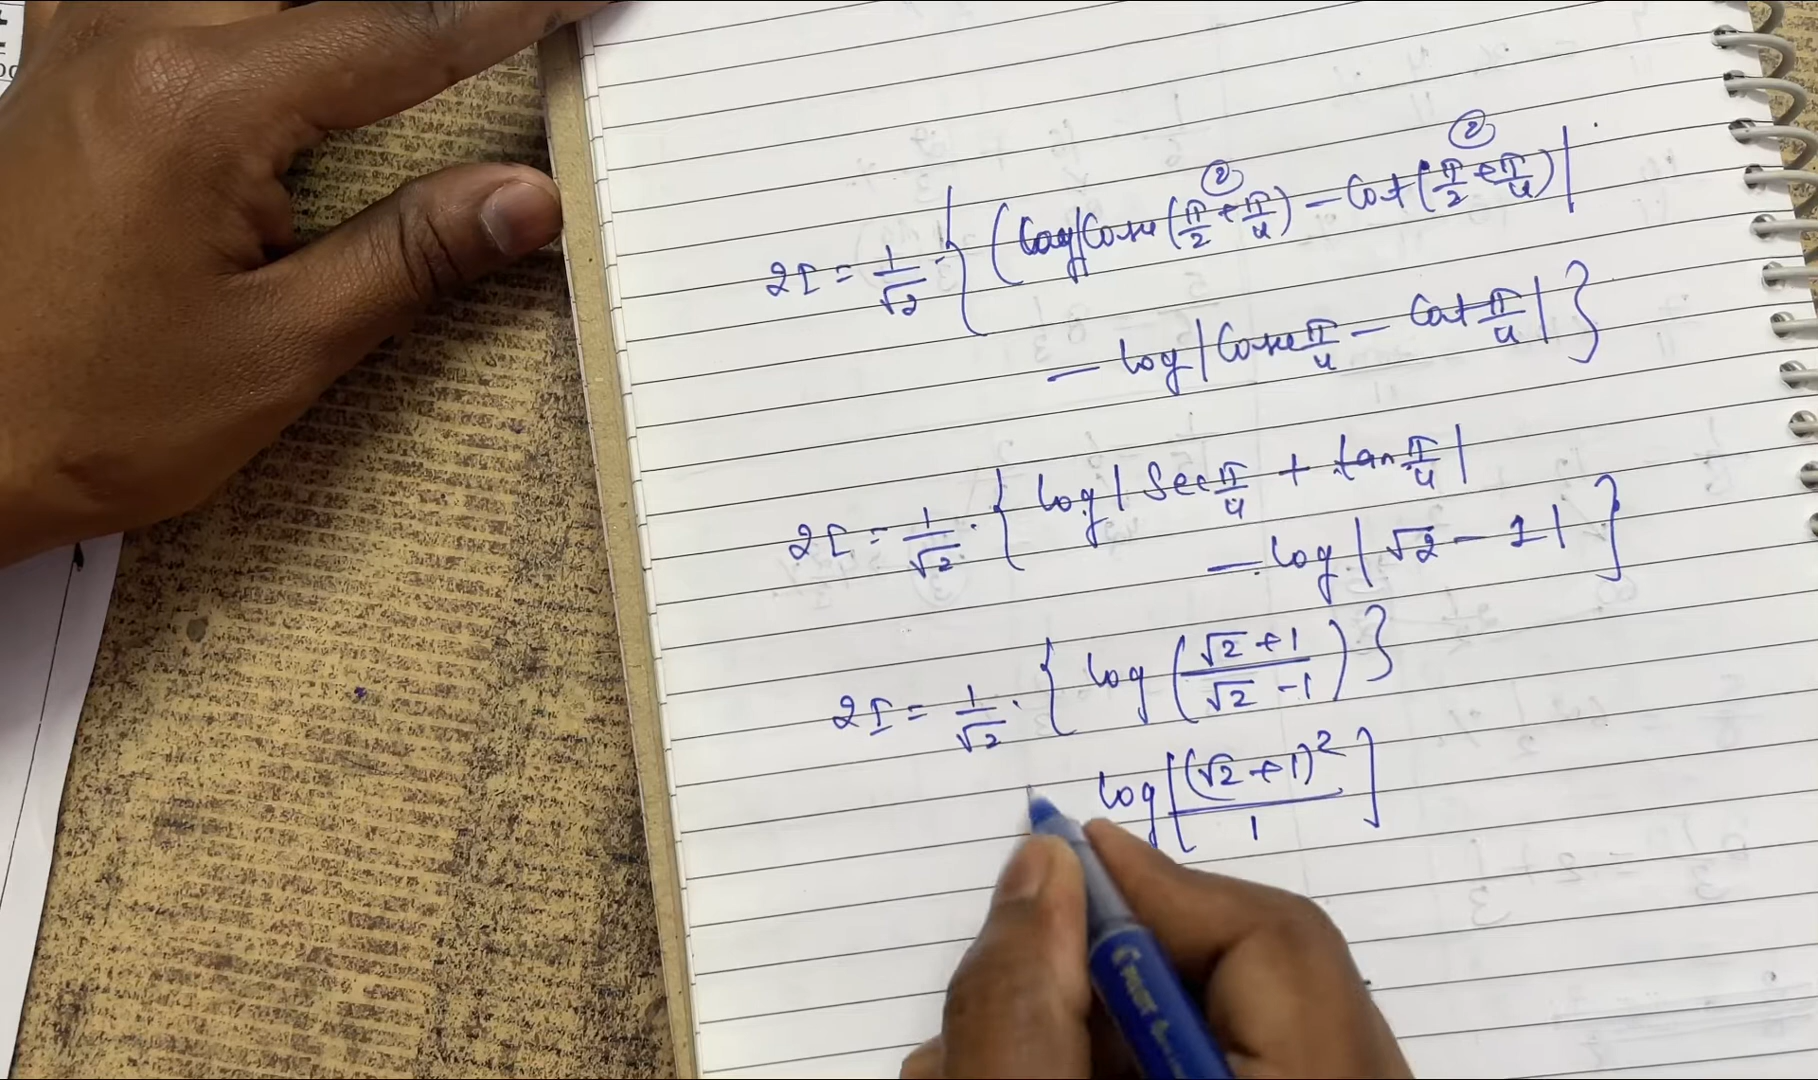 2I = 1/√2 · { (log|Cosec(π/2 + π/4) − Cot(π/2 + π/4)|
② ②
− log|Cosec π/4 − Cot π/4| }
2I = 1/√2 · { log|Sec π/4 + tan π/4|
− log|√2 − 1| }
2I = 1/√2 · { log((√2 + 1)/(√2 − 1)) }
log[(√2 + 1)²/1]